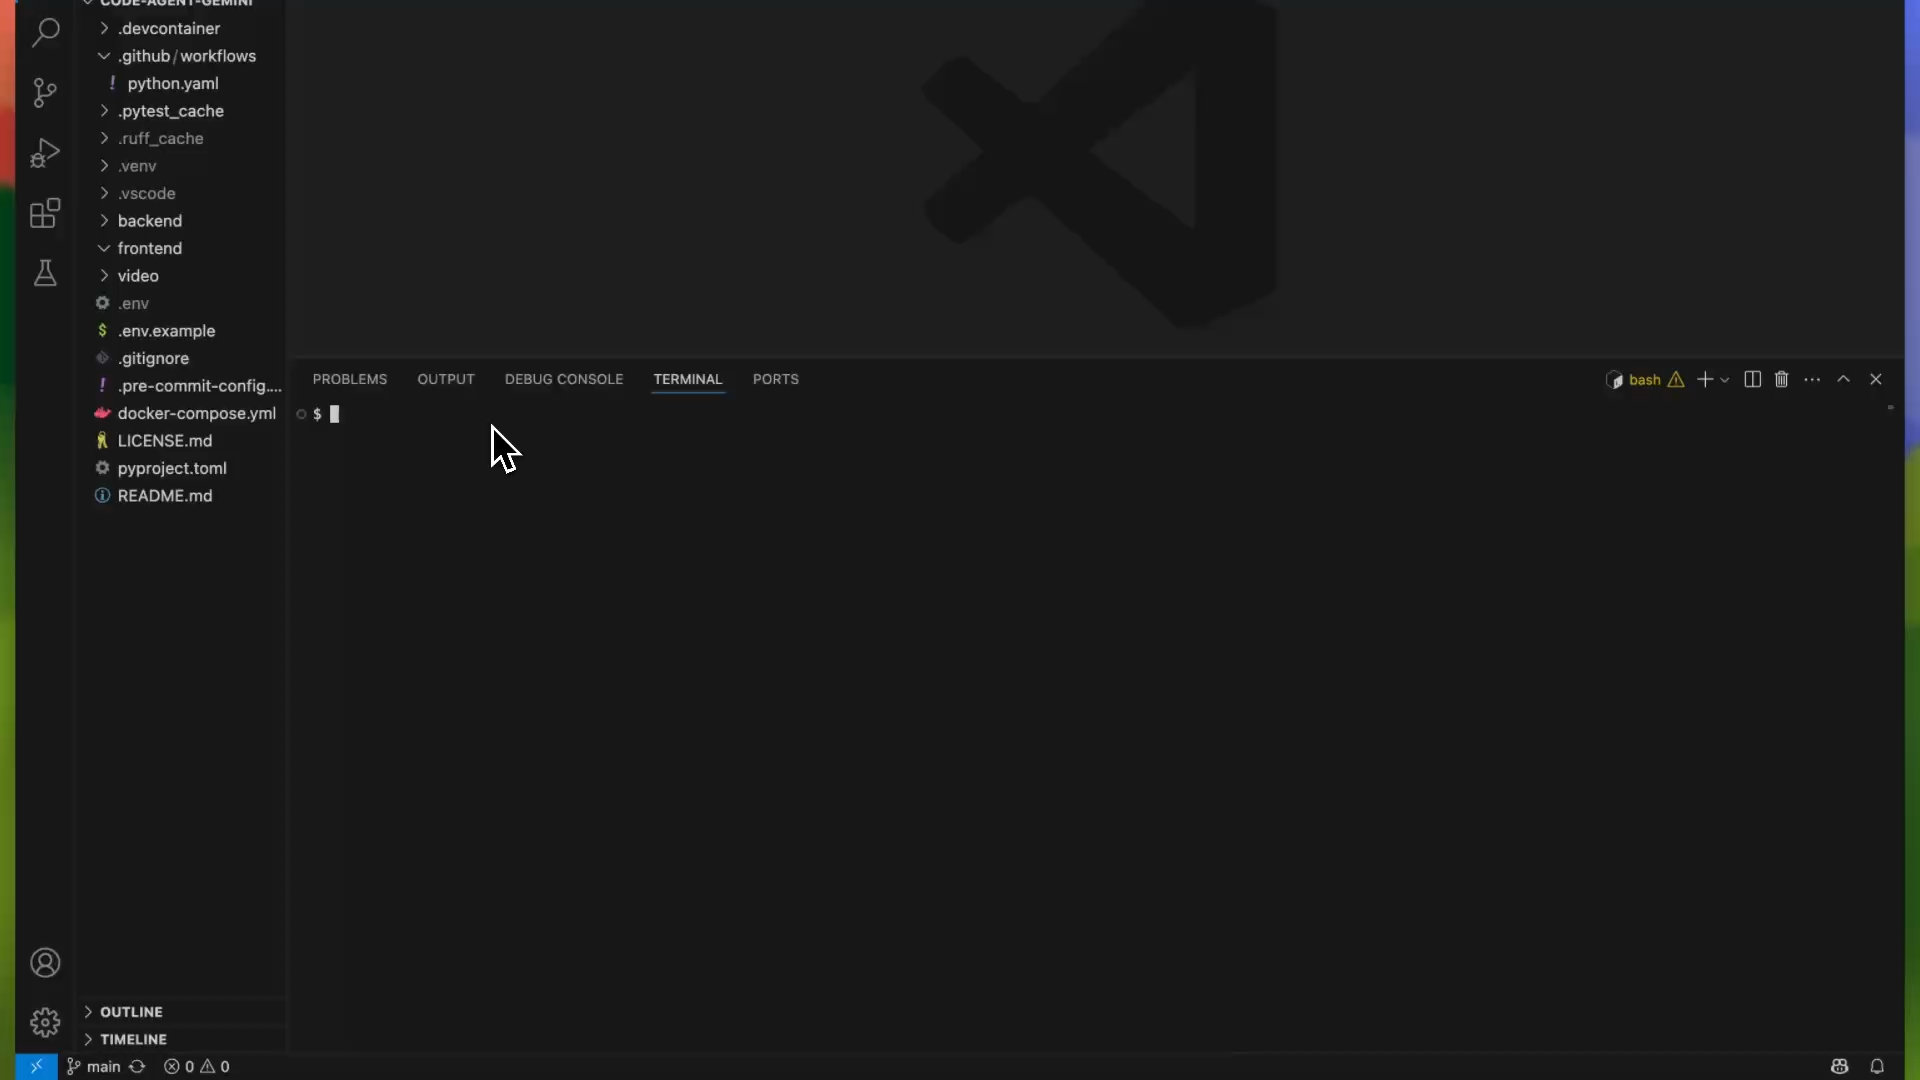 CODE-AGENT-GEMINI
.devcontainer
.github/workflows
! python.yaml
.pytest_cache
.ruff_cache
.venv
.vscode
backend
frontend
video
.env
$ .env.example
.gitignore
! .pre-commit-config....
docker-compose.yml
LICENSE.md
pyproject.toml
README.md
OUTLINE
TIMELINE
PROBLEMS OUTPUT DEBUG CONSOLE TERMINAL PORTS
bash
$
main 0 0